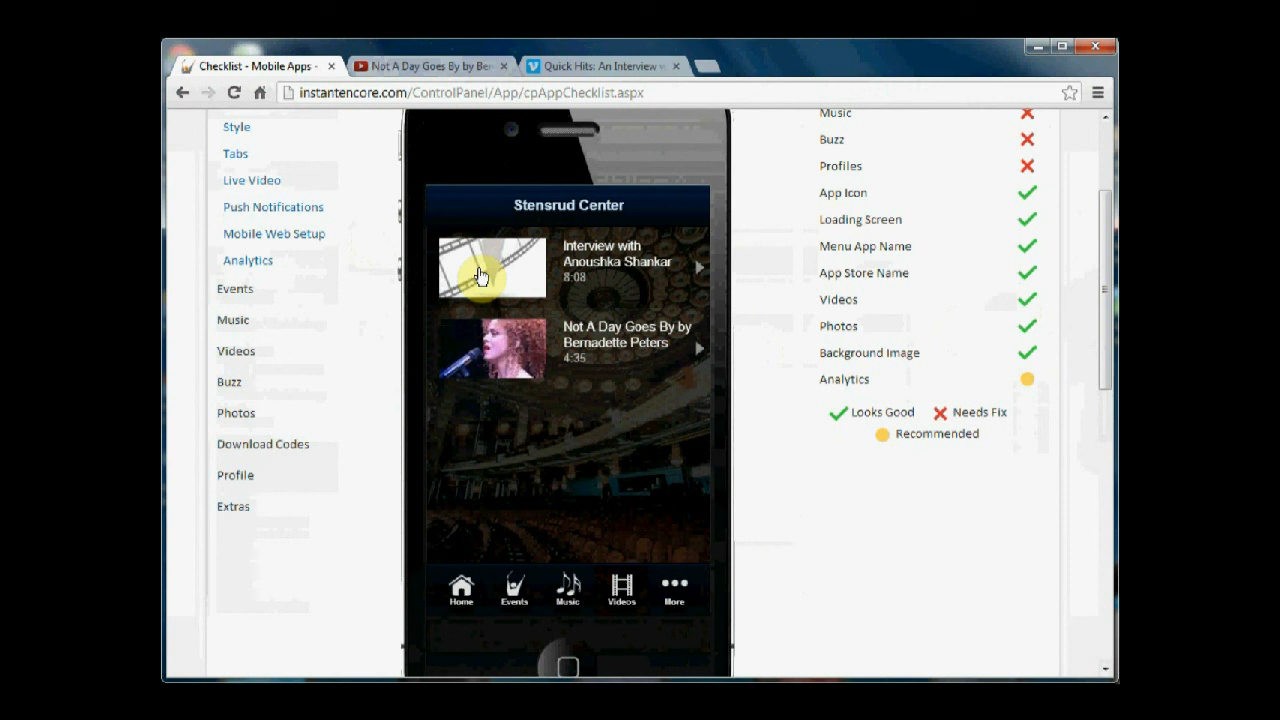 Checklist - Mobile Apps -
Not A Day Goes By by Ber
Quick Hits: An Interview w
instantencore.com/ControlPanel/App/cpAppChecklist.aspx
Style
Tabs
Live Video
Push Notifications
Mobile Web Setup
Analytics
Events
Music
Videos
Buzz
Photos
Download Codes
Profile
Extras
Stensrud Center
Interview with
Anoushka Shankar
8:08
Not A Day Goes By by
Bernadette Peters
4:35
Home
Events
Music
Videos
More
Music
Buzz
Profiles
App Icon
Loading Screen
Menu App Name
App Store Name
Videos
Photos
Background Image
Analytics
Looks Good
Needs Fix
Recommended